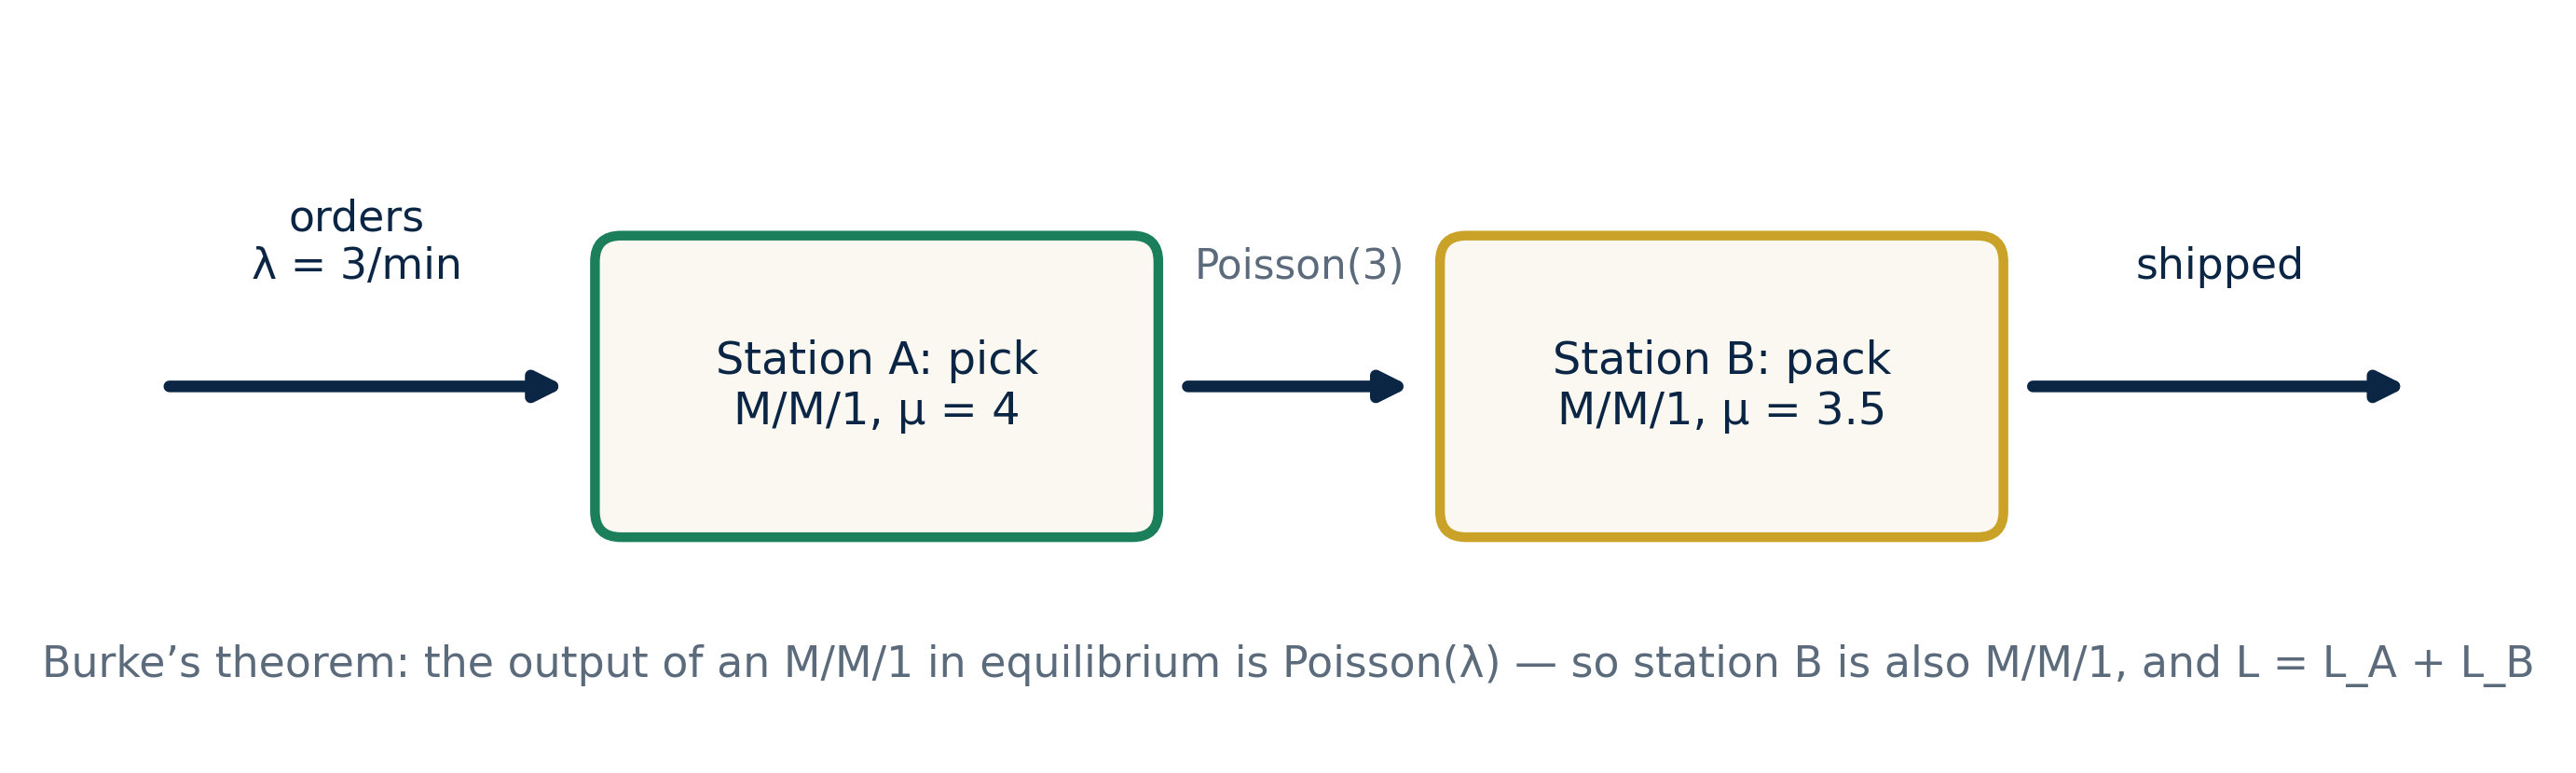 orders
λ = 3/min
Station A: pick
M/M/1, μ = 4
Poisson(3)
Station B: pack
M/M/1, μ = 3.5
shipped
Burke’s theorem: the output of an M/M/1 in equilibrium is Poisson(λ) — so station B is also M/M/1, and L = L_A + L_B